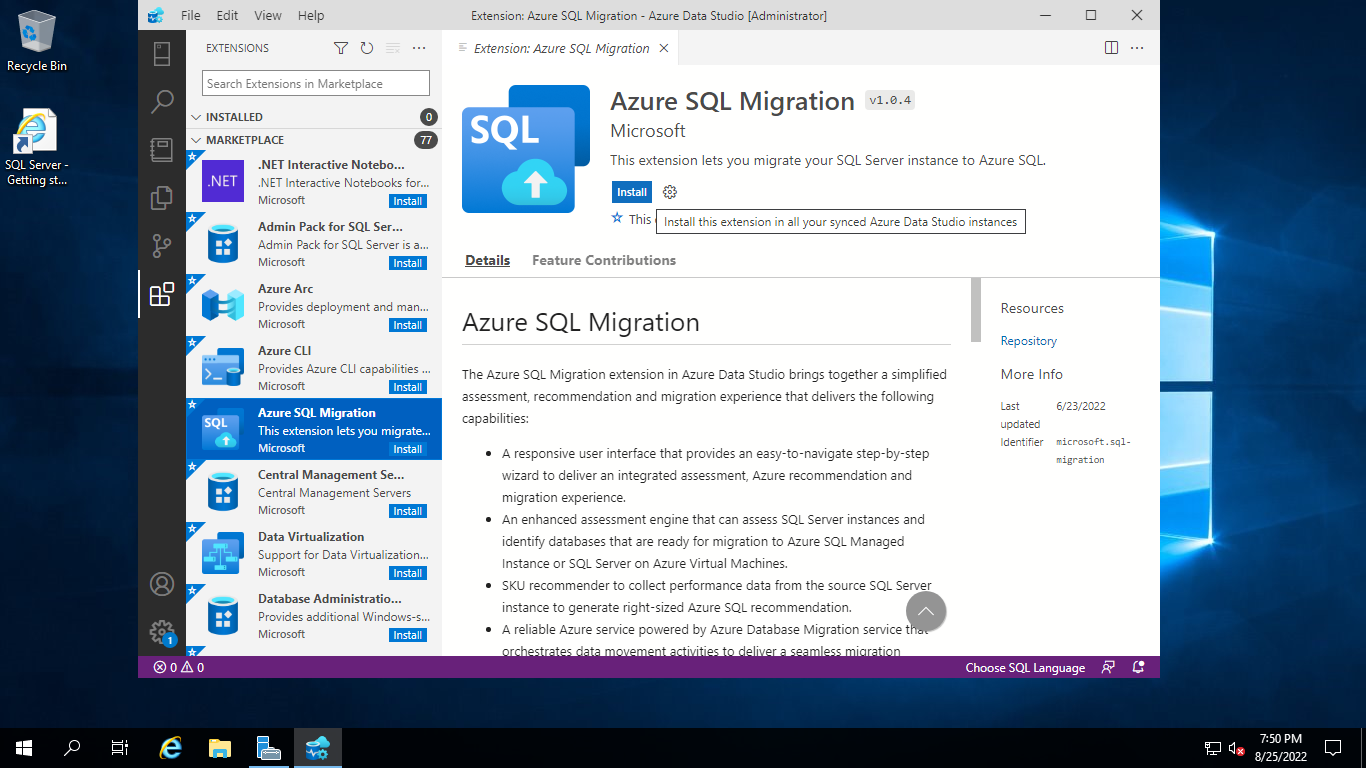 Recycle Bin
SQL Server -
Getting st...
File Edit View Help
Extension: Azure SQL Migration - Azure Data Studio [Administrator]
EXTENSIONS
Search Extensions in Marketplace
INSTALLED 0
MARKETPLACE 77
.NET
.NET Interactive Notebo...
.NET Interactive Notebooks for...
Microsoft Install
Admin Pack for SQL Ser...
Admin Pack for SQL Server is a...
Microsoft Install
Azure Arc
Provides deployment and man...
Microsoft Install
Azure CLI
Provides Azure CLI capabilities ...
Microsoft Install
SQL
Azure SQL Migration
This extension lets you migrate...
Microsoft Install
Central Management Se...
Central Management Servers
Microsoft Install
Data Virtualization
Support for Data Virtualization...
Microsoft Install
Database Administratio...
Provides additional Windows-s...
Microsoft Install
1
Extension: Azure SQL Migration
SQL
Azure SQL Migration v1.0.4
Microsoft
This extension lets you migrate your SQL Server instance to Azure SQL.
Install
This
Install this extension in all your synced Azure Data Studio instances
Details Feature Contributions
Azure SQL Migration
The Azure SQL Migration extension in Azure Data Studio brings together a simplified
assessment, recommendation and migration experience that delivers the following
capabilities:
• A responsive user interface that provides an easy-to-navigate step-by-step
wizard to deliver an integrated assessment, Azure recommendation and
migration experience.
• An enhanced assessment engine that can assess SQL Server instances and
identify databases that are ready for migration to Azure SQL Managed
Instance or SQL Server on Azure Virtual Machines.
• SKU recommender to collect performance data from the source SQL Server
instance to generate right-sized Azure SQL recommendation.
• A reliable Azure service powered by Azure Database Migration service that
orchestrates data movement activities to deliver a seamless migration
Resources
Repository
More Info
Last 6/23/2022
updated
Identifier microsoft.sql-
migration
0 0
Choose SQL Language
7:50 PM
8/25/2022